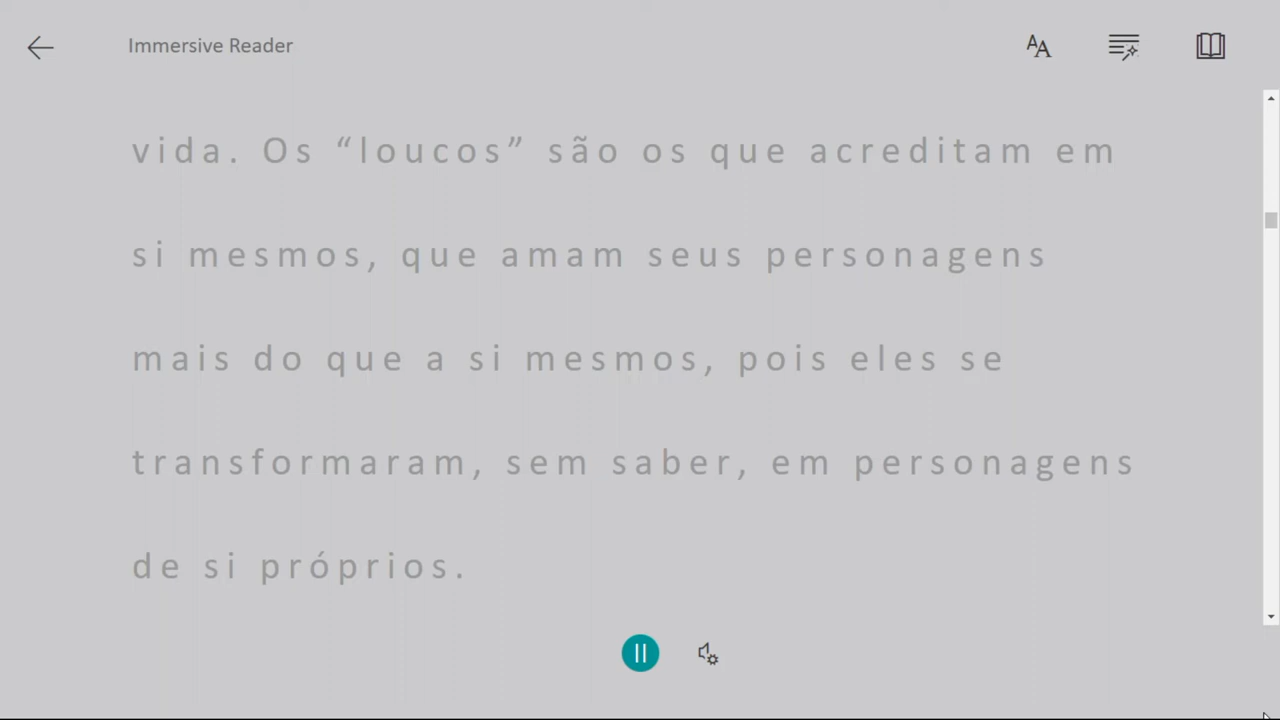 Immersive Reader
vida. Os “loucos” são os que acreditam em
si mesmos, que amam seus personagens
mais do que a si mesmos, pois eles se
transformaram, sem saber, em personagens
de si próprios.